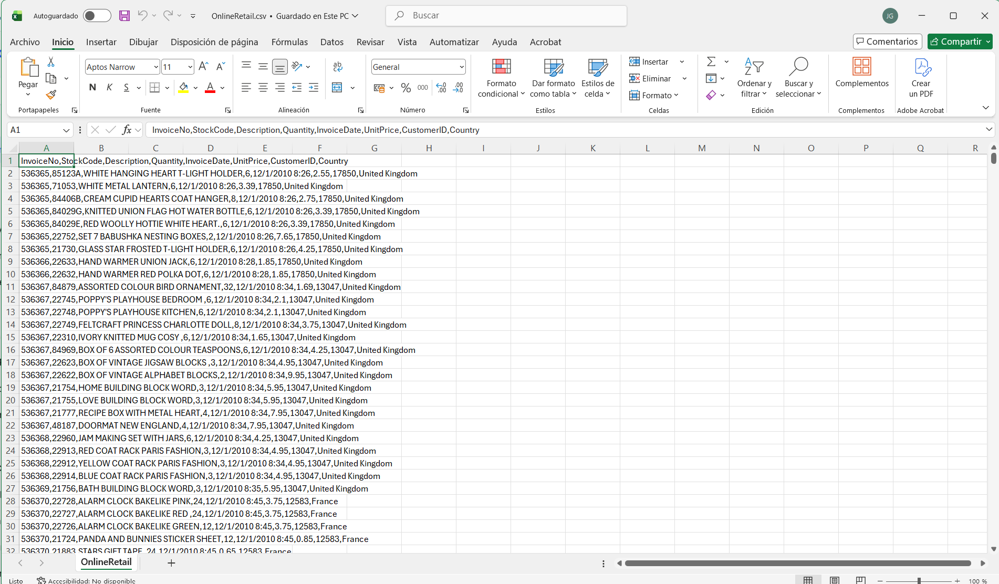 Autoguardado
OnlineRetail.csv • Guardado en Este PC
Buscar
JG
Archivo Inicio Insertar Dibujar Disposición de página Fórmulas Datos Revisar Vista Automatizar Ayuda Acrobat
Comentarios
Compartir
Pegar
Portapapeles
Aptos Narrow
11
N K S
Fuente
ab
Alineación
General
% 000
Número
Formato condicional
Dar formato como tabla
Estilos de celda
Estilos
Insertar
Eliminar
Formato
Celdas
Ordenar y filtrar
Buscar y seleccionar
Edición
Complementos
Complementos
Crear un PDF
Adobe Acrobat
A1
fx
InvoiceNo,StockCode,Description,Quantity,InvoiceDate,UnitPrice,CustomerID,Country
A B C D E F G H I J K L M N O P Q R
1 InvoiceNo,StockCode,Description,Quantity,InvoiceDate,UnitPrice,CustomerID,Country
2 536365,85123A,WHITE HANGING HEART T-LIGHT HOLDER,6,12/1/2010 8:26,2.55,17850,United Kingdom
3 536365,71053,WHITE METAL LANTERN,6,12/1/2010 8:26,3.39,17850,United Kingdom
4 536365,84406B,CREAM CUPID HEARTS COAT HANGER,8,12/1/2010 8:26,2.75,17850,United Kingdom
5 536365,84029G,KNITTED UNION FLAG HOT WATER BOTTLE,6,12/1/2010 8:26,3.39,17850,United Kingdom
6 536365,84029E,RED WOOLLY HOTTIE WHITE HEART.,6,12/1/2010 8:26,3.39,17850,United Kingdom
7 536365,22752,SET 7 BABUSHKA NESTING BOXES,2,12/1/2010 8:26,7.65,17850,United Kingdom
8 536365,21730,GLASS STAR FROSTED T-LIGHT HOLDER,6,12/1/2010 8:26,4.25,17850,United Kingdom
9 536366,22633,HAND WARMER UNION JACK,6,12/1/2010 8:28,1.85,17850,United Kingdom
10 536366,22632,HAND WARMER RED POLKA DOT,6,12/1/2010 8:28,1.85,17850,United Kingdom
11 536367,84879,ASSORTED COLOUR BIRD ORNAMENT,32,12/1/2010 8:34,1.69,13047,United Kingdom
12 536367,22745,POPPY'S PLAYHOUSE BEDROOM ,6,12/1/2010 8:34,2.1,13047,United Kingdom
13 536367,22748,POPPY'S PLAYHOUSE KITCHEN,6,12/1/2010 8:34,2.1,13047,United Kingdom
14 536367,22749,FELTCRAFT PRINCESS CHARLOTTE DOLL,8,12/1/2010 8:34,3.75,13047,United Kingdom
15 536367,22310,IVORY KNITTED MUG COSY ,6,12/1/2010 8:34,1.65,13047,United Kingdom
16 536367,84969,BOX OF 6 ASSORTED COLOUR TEASPOONS,6,12/1/2010 8:34,4.25,13047,United Kingdom
17 536367,22623,BOX OF VINTAGE JIGSAW BLOCKS ,3,12/1/2010 8:34,4.95,13047,United Kingdom
18 536367,22622,BOX OF VINTAGE ALPHABET BLOCKS,2,12/1/2010 8:34,9.95,13047,United Kingdom
19 536367,21754,HOME BUILDING BLOCK WORD,3,12/1/2010 8:34,5.95,13047,United Kingdom
20 536367,21755,LOVE BUILDING BLOCK WORD,3,12/1/2010 8:34,5.95,13047,United Kingdom
21 536367,21777,RECIPE BOX WITH METAL HEART,4,12/1/2010 8:34,7.95,13047,United Kingdom
22 536367,48187,DOORMAT NEW ENGLAND,4,12/1/2010 8:34,7.95,13047,United Kingdom
23 536368,22960,JAM MAKING SET WITH JARS,6,12/1/2010 8:34,4.25,13047,United Kingdom
24 536368,22913,RED COAT RACK PARIS FASHION,3,12/1/2010 8:34,4.95,13047,United Kingdom
25 536368,22912,YELLOW COAT RACK PARIS FASHION,3,12/1/2010 8:34,4.95,13047,United Kingdom
26 536368,22914,BLUE COAT RACK PARIS FASHION,3,12/1/2010 8:34,4.95,13047,United Kingdom
27 536369,21756,BATH BUILDING BLOCK WORD,3,12/1/2010 8:35,5.95,13047,United Kingdom
28 536370,22728,ALARM CLOCK BAKELIKE PINK,24,12/1/2010 8:45,3.75,12583,France
29 536370,22727,ALARM CLOCK BAKELIKE RED ,24,12/1/2010 8:45,3.75,12583,France
30 536370,22726,ALARM CLOCK BAKELIKE GREEN,12,12/1/2010 8:45,3.75,12583,France
31 536370,21724,PANDA AND BUNNIES STICKER SHEET,12,12/1/2010 8:45,0.85,12583,France
32 536370,21883,STARS GIFT TAPE ,24,12/1/2010 8:45,0.65,12583,France
OnlineRetail
Listo
Accesibilidad: No disponible
100 %